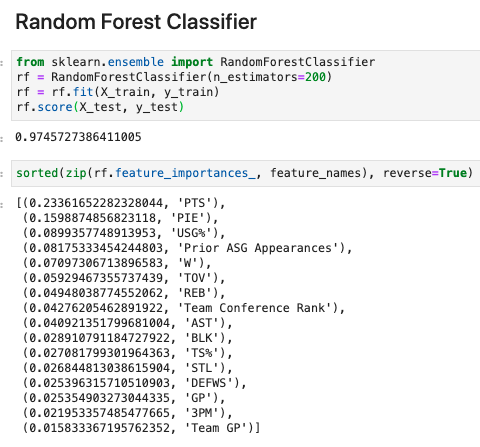 Random Forest Classifier
from sklearn.ensemble import RandomForestClassifier
rf = RandomForestClassifier(n_estimators=200)
rf = rf.fit(X_train, y_train)
rf.score(X_test, y_test)
0.9745727386411005
sorted(zip(rf.feature_importances_, feature_names), reverse=True)
[(0.23361652282328044, 'PTS'),
(0.1598874856823118, 'PIE'),
(0.0899357748913953, 'USG%'),
(0.08175333454244803, 'Prior ASG Appearances'),
(0.07097306713896583, 'W'),
(0.05929467355737439, 'TOV'),
(0.04948038774552062, 'REB'),
(0.04276205462891922, 'Team Conference Rank'),
(0.040921351799681004, 'AST'),
(0.028910791184727922, 'BLK'),
(0.027081799301964363, 'TS%'),
(0.026844813038615904, 'STL'),
(0.025396315710510903, 'DEFWS'),
(0.025354903273044335, 'GP'),
(0.021953357485477665, '3PM'),
(0.015833367195762352, 'Team GP')]